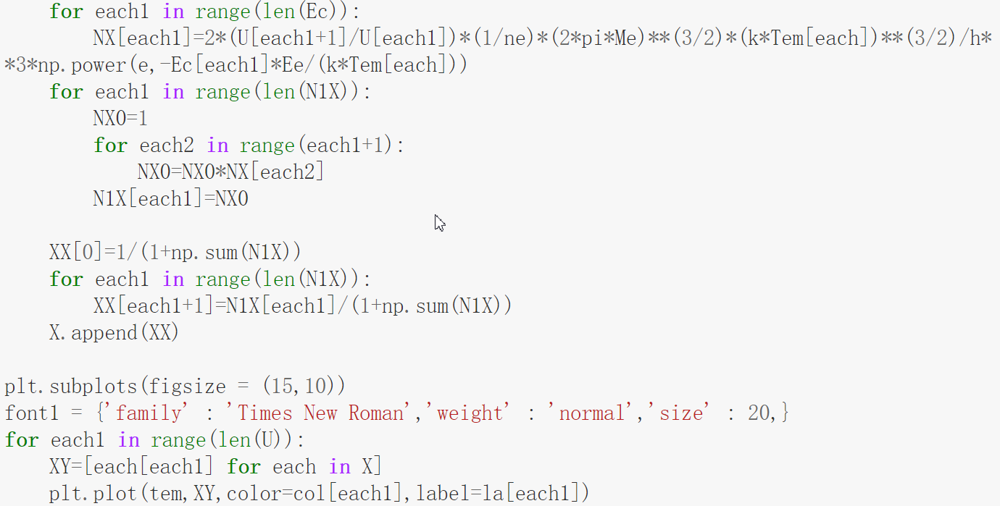 for each1 in range(len(Ec)):
NX[each1]=2*(U[each1+1]/U[each1])*(1/ne)*(2*pi*Me)**(3/2)*(k*Tem[each])**(3/2)/h*
*3*np.power(e,-Ec[each1]*Ee/(k*Tem[each]))
for each1 in range(len(N1X)):
NX0=1
for each2 in range(each1+1):
NX0=NX0*NX[each2]
N1X[each1]=NX0
XX[0]=1/(1+np.sum(N1X))
for each1 in range(len(N1X)):
XX[each1+1]=N1X[each1]/(1+np.sum(N1X))
X.append(XX)
plt.subplots(figsize = (15,10))
font1 = {'family' : 'Times New Roman','weight' : 'normal','size' : 20,}
for each1 in range(len(U)):
XY=[each[each1] for each in X]
plt.plot(tem,XY,color=col[each1],label=la[each1])